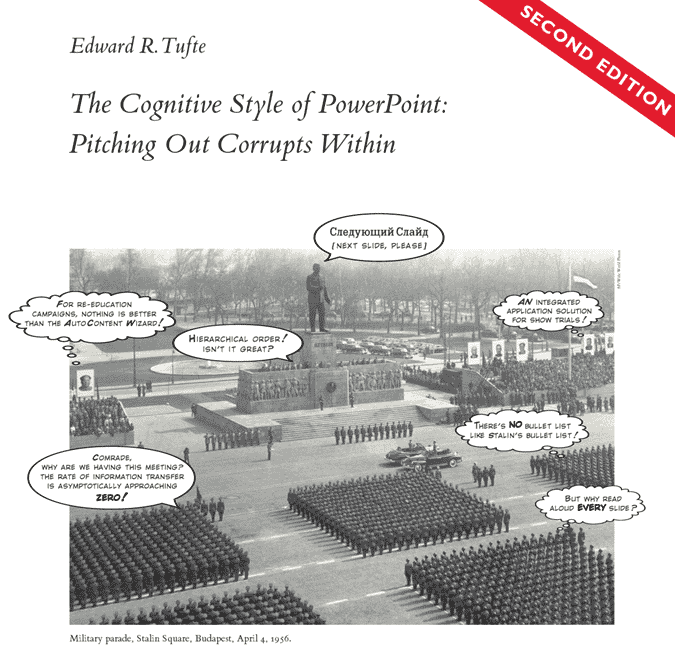 SECOND EDITION
Edward R. Tufte
The Cognitive Style of PowerPoint:
Pitching Out Corrupts Within
Следующий Слайд
[NEXT SLIDE, PLEASE]
FOR RE-EDUCATION
CAMPAIGNS, NOTHING IS BETTER
THAN THE AUTOCONTENT WIZARD!
AN INTEGRATED
APPLICATION SOLUTION
FOR SHOW TRIALS!
HIERARCHICAL ORDER!
ISN'T IT GREAT?
THERE'S NO BULLET LIST
LIKE STALIN'S BULLET LIST!
COMRADE,
WHY ARE WE HAVING THIS MEETING?
THE RATE OF INFORMATION TRANSFER
IS ASYMPTOTICALLY APPROACHING
ZERO!
BUT WHY READ
ALOUD EVERY SLIDE?
Military parade, Stalin Square, Budapest, April 4, 1956.